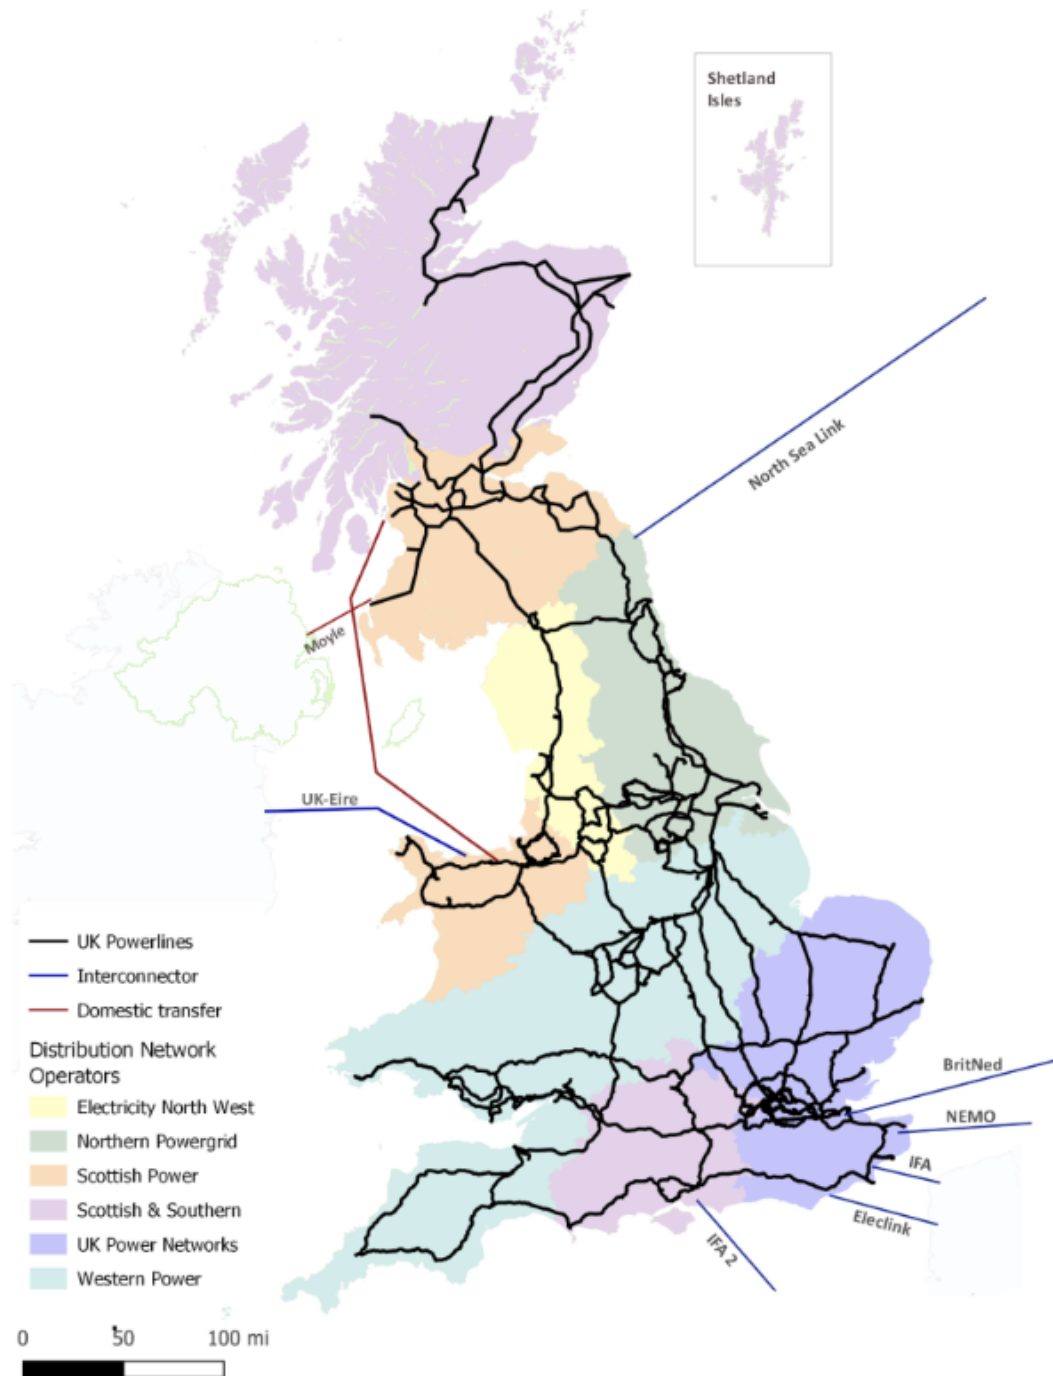 Shetland
Isles
North Sea Link
Moyle
UK-Eire
UK Powerlines
Interconnector
Domestic transfer
Distribution Network
Operators
Electricity North West
Northern Powergrid
Scottish Power
Scottish & Southern
UK Power Networks
Western Power
BritNed
NEMO
IFA
Eleclink
IFA 2
0 50 100 mi